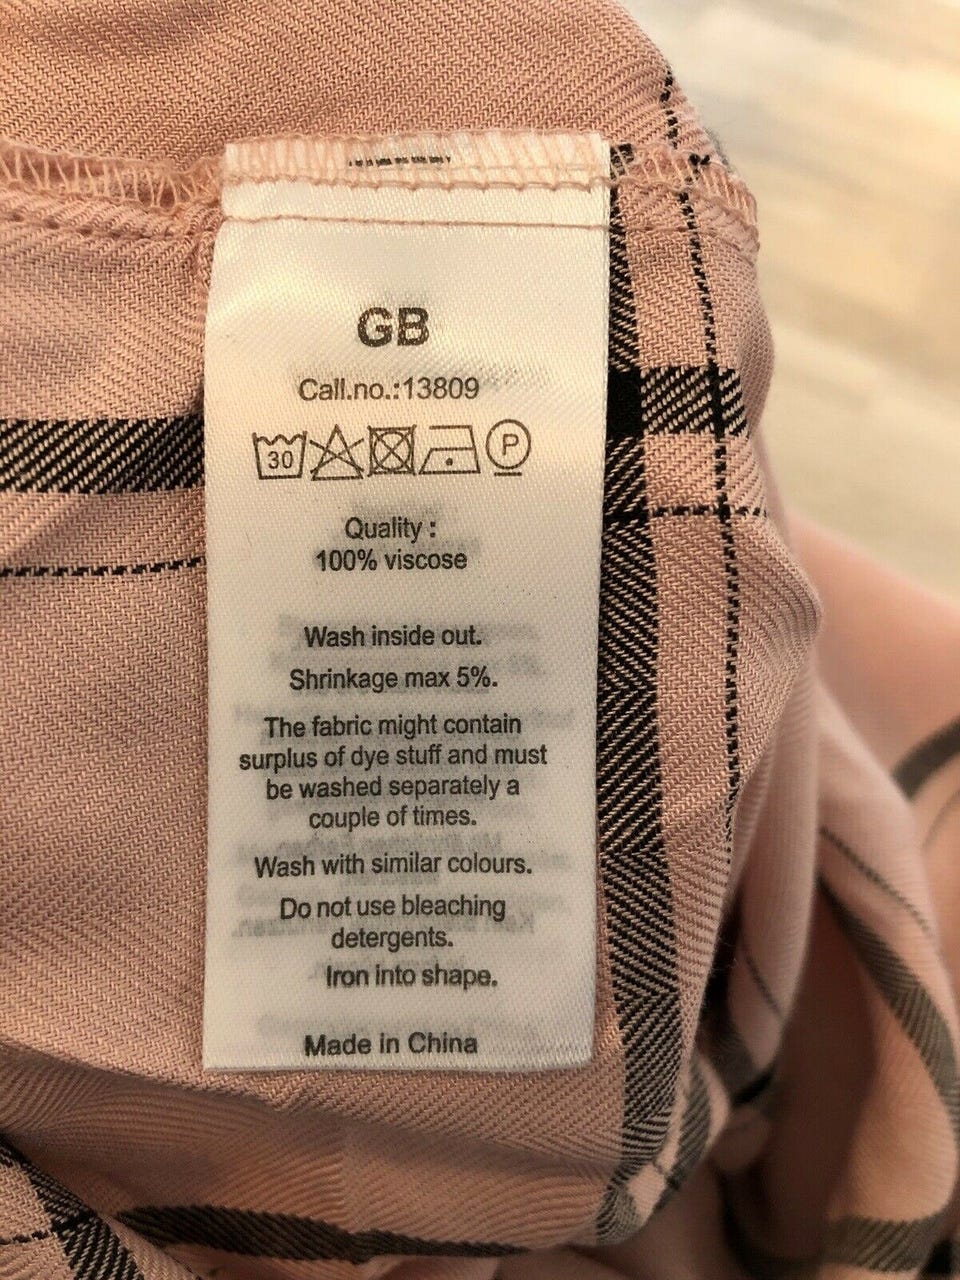 GB
Call.no.:13809
30 P
Quality :
100% viscose
Wash inside out.
Shrinkage max 5%.
The fabric might contain
surplus of dye stuff and must
be washed separately a
couple of times.
Wash with similar colours.
Do not use bleaching
detergents.
Iron into shape.
Made in China